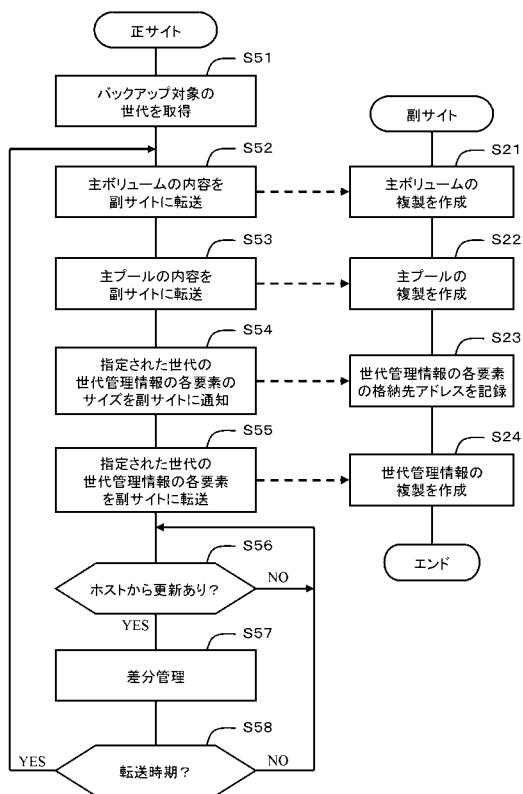 正サイト
S51
バックアップ対象の
世代を取得
S52
主ボリュームの内容を
副サイトに転送
S53
主プールの内容を
副サイトに転送
S54
指定された世代の
世代管理情報の各要素の
サイズを副サイトに通知
S55
指定された世代の
世代管理情報の各要素
を副サイトに転送
S56
ホストから更新あり？
NO
YES
S57
差分管理
S58
転送時期？
YES
NO
副サイト
S21
主ボリュームの
複製を作成
S22
主プールの
複製を作成
S23
世代管理情報の各要素
の格納先アドレスを記録
S24
世代管理情報の
複製を作成
エンド